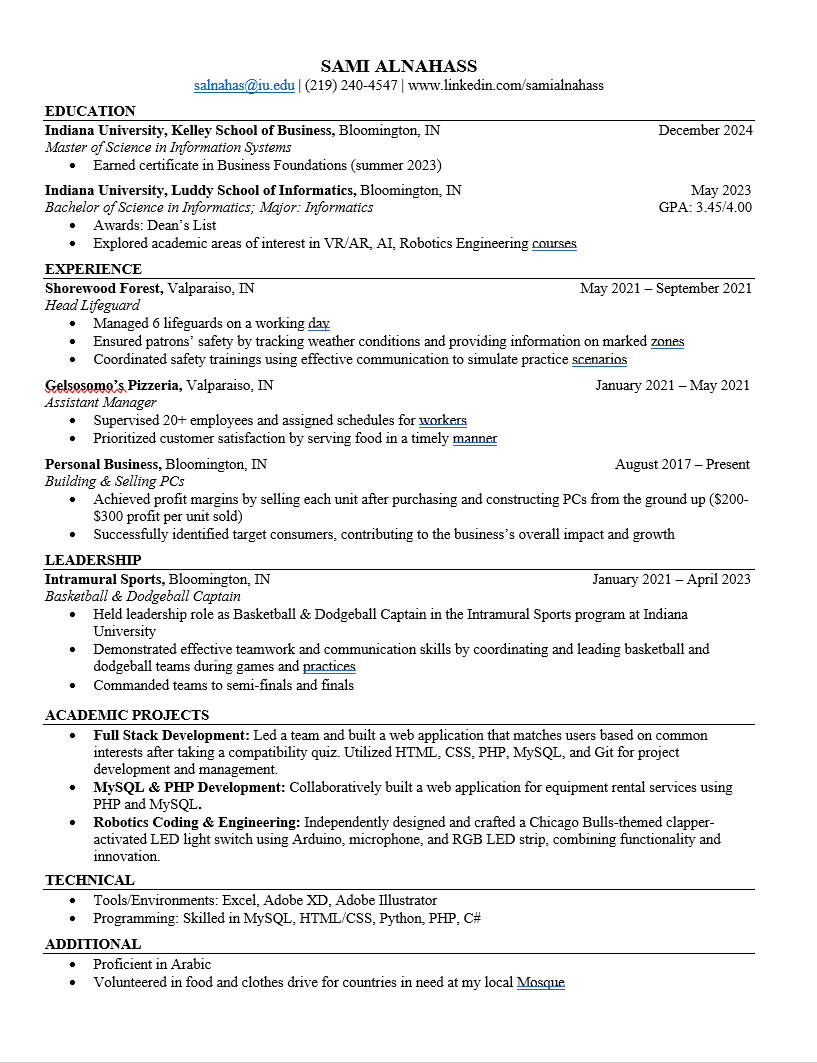 SAMI ALNAHASS
salnahas@iu.edu | (219) 240-4547 | www.linkedin.com/samialnahass
EDUCATION
Indiana University, Kelley School of Business, Bloomington, IN December 2024
Master of Science in Information Systems
• Earned certificate in Business Foundations (summer 2023)
Indiana University, Luddy School of Informatics, Bloomington, IN May 2023
Bachelor of Science in Informatics; Major: Informatics GPA: 3.45/4.00
• Awards: Dean’s List
• Explored academic areas of interest in VR/AR, AI, Robotics Engineering courses
EXPERIENCE
Shorewood Forest, Valparaiso, IN May 2021 – September 2021
Head Lifeguard
• Managed 6 lifeguards on a working day
• Ensured patrons’ safety by tracking weather conditions and providing information on marked zones
• Coordinated safety trainings using effective communication to simulate practice scenarios
Gelsosomo’s Pizzeria, Valparaiso, IN January 2021 – May 2021
Assistant Manager
• Supervised 20+ employees and assigned schedules for workers
• Prioritized customer satisfaction by serving food in a timely manner
Personal Business, Bloomington, IN August 2017 – Present
Building & Selling PCs
• Achieved profit margins by selling each unit after purchasing and constructing PCs from the ground up ($200-
$300 profit per unit sold)
• Successfully identified target consumers, contributing to the business’s overall impact and growth
LEADERSHIP
Intramural Sports, Bloomington, IN January 2021 – April 2023
Basketball & Dodgeball Captain
• Held leadership role as Basketball & Dodgeball Captain in the Intramural Sports program at Indiana
University
• Demonstrated effective teamwork and communication skills by coordinating and leading basketball and
dodgeball teams during games and practices
• Commanded teams to semi-finals and finals
ACADEMIC PROJECTS
• Full Stack Development: Led a team and built a web application that matches users based on common
interests after taking a compatibility quiz. Utilized HTML, CSS, PHP, MySQL, and Git for project
development and management.
• MySQL & PHP Development: Collaboratively built a web application for equipment rental services using
PHP and MySQL.
• Robotics Coding & Engineering: Independently designed and crafted a Chicago Bulls-themed clapper-
activated LED light switch using Arduino, microphone, and RGB LED strip, combining functionality and
innovation.
TECHNICAL
• Tools/Environments: Excel, Adobe XD, Adobe Illustrator
• Programming: Skilled in MySQL, HTML/CSS, Python, PHP, C#
ADDITIONAL
• Proficient in Arabic
• Volunteered in food and clothes drive for countries in need at my local Mosque